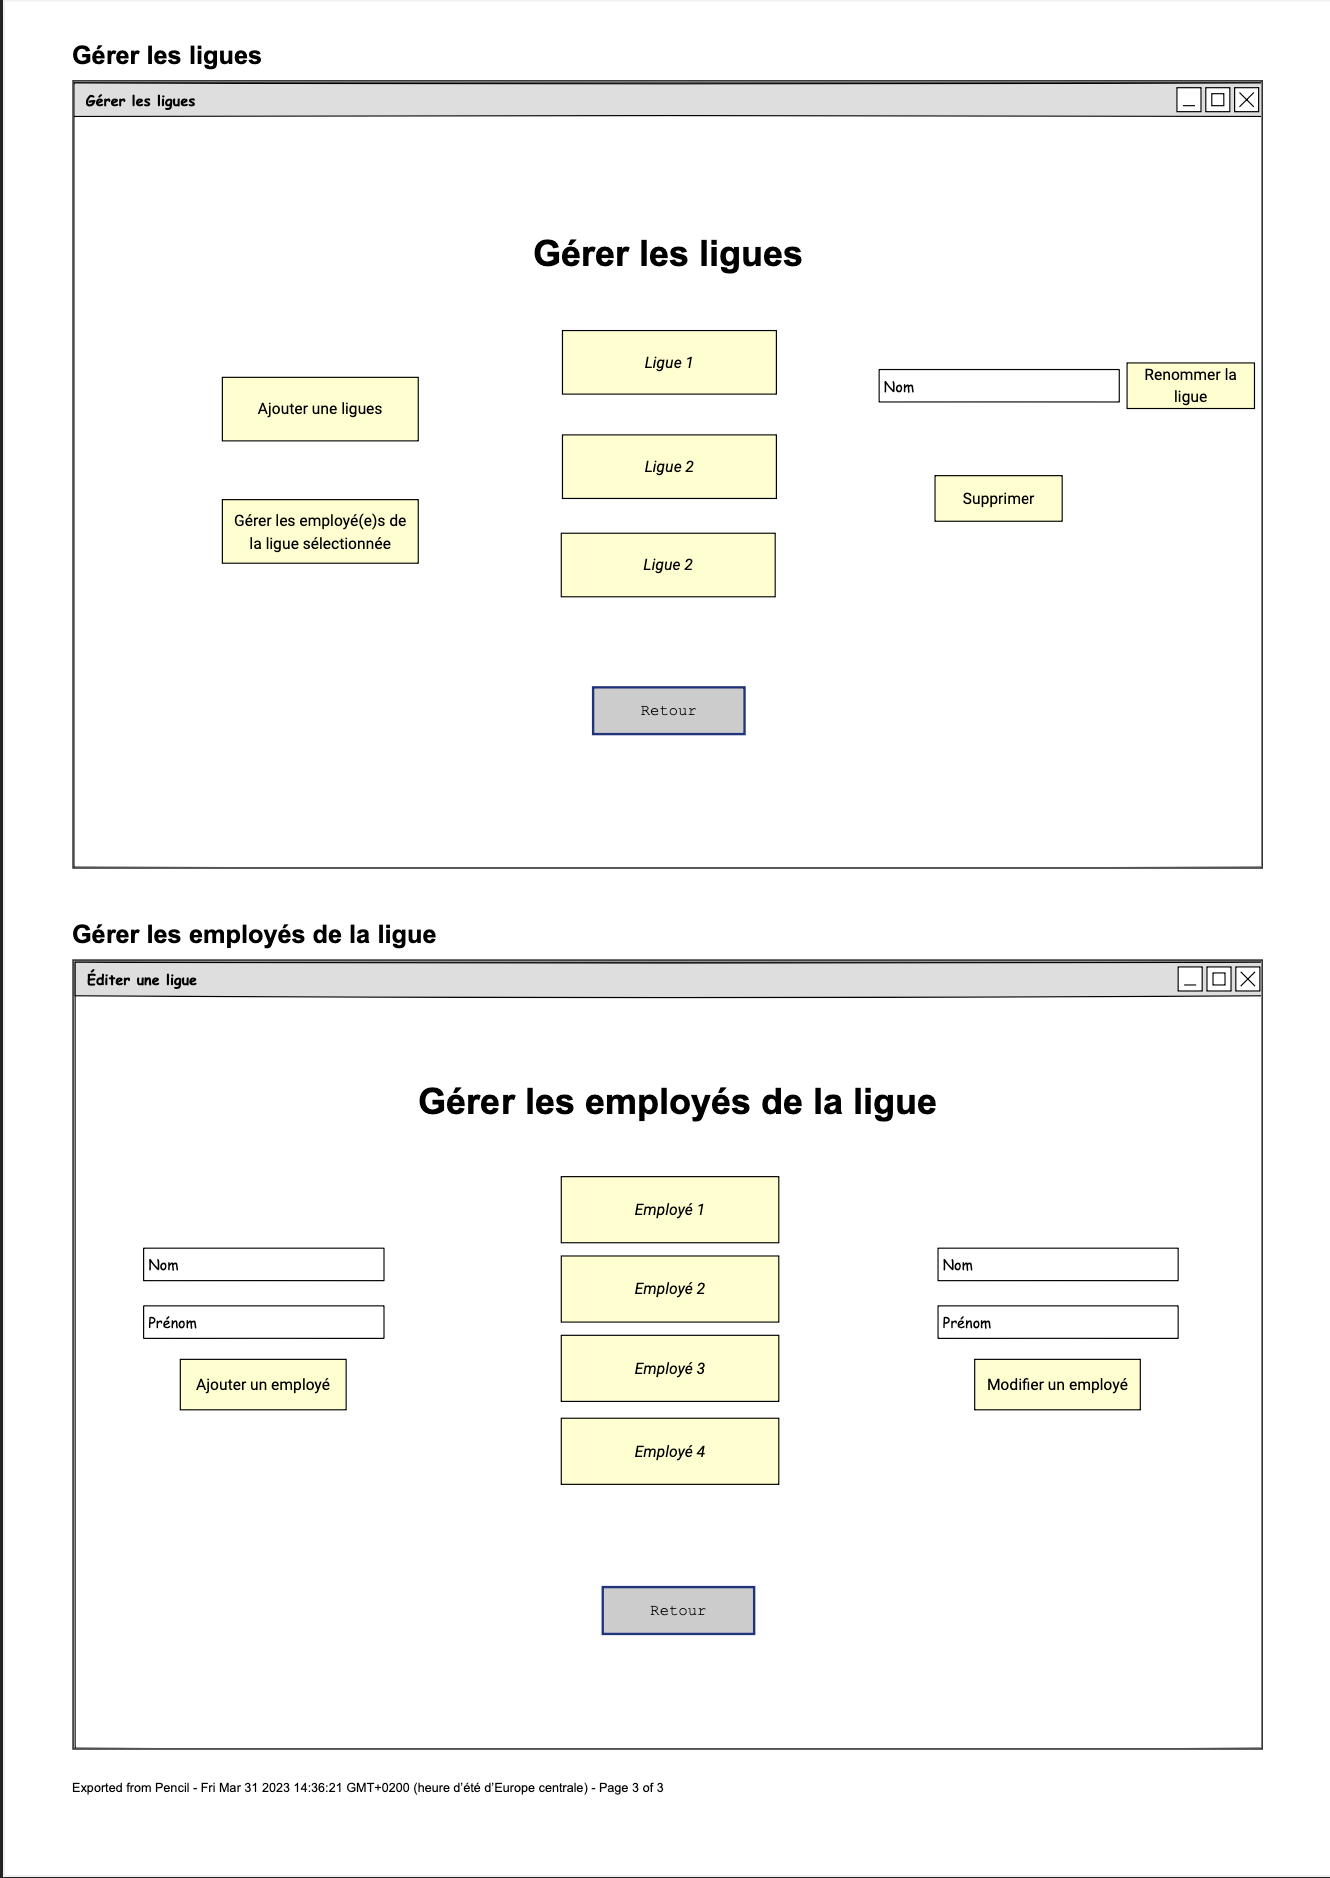 Gérer les ligues
Gérer les ligues
Gérer les ligues
Ligue 1
Ajouter une ligues
Nom
Renommer la
ligue
Ligue 2
Supprimer
Gérer les employé(e)s de
la ligue sélectionnée
Ligue 2
Retour
Gérer les employés de la ligue
Éditer une ligue
Gérer les employés de la ligue
Employé 1
Nom
Prénom
Ajouter un employé
Employé 2
Employé 3
Employé 4
Nom
Prénom
Modifier un employé
Retour
Exported from Pencil - Fri Mar 31 2023 14:36:21 GMT+0200 (heure d’été d’Europe centrale) - Page 3 of 3